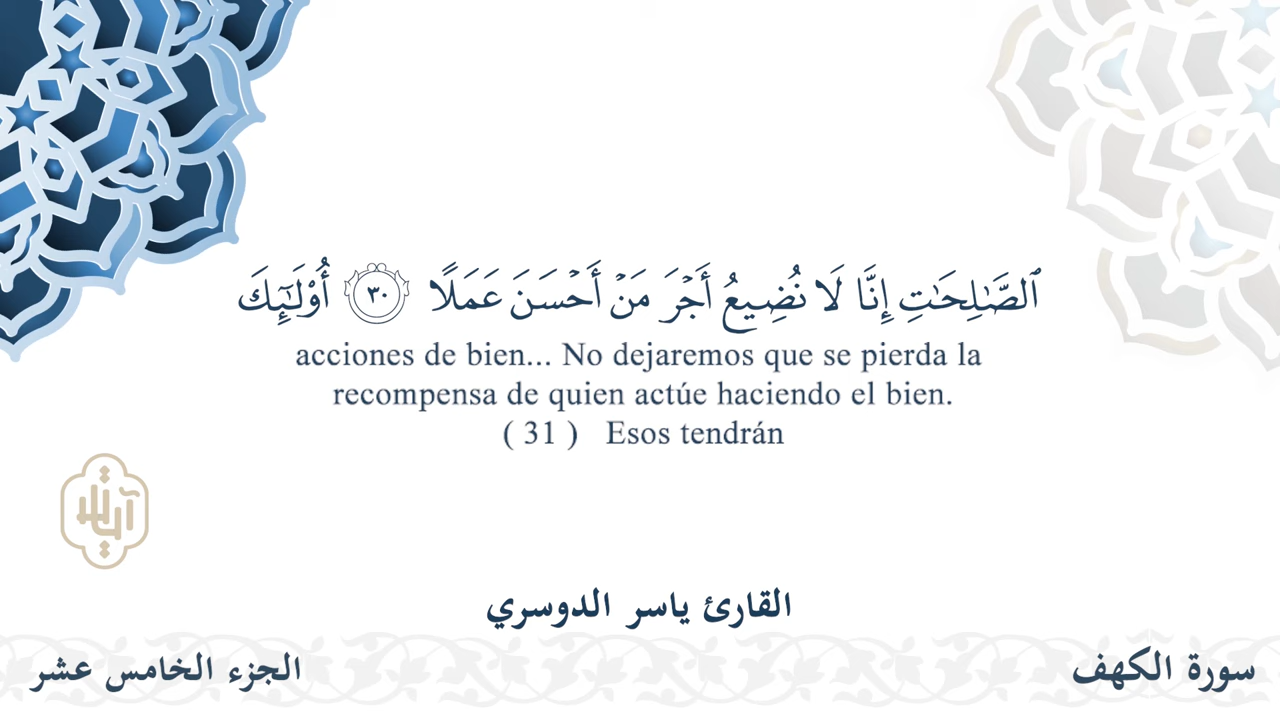 ٱلصَّـٰلِحَـٰتِ إِنَّا لَا نُضِيعُ أَجۡرَ مَنۡ أَحۡسَنَ عَمَلًا ٣٠ أُوْلَـٰٓئِكَ
acciones de bien... No dejaremos que se pierda la
recompensa de quien actúe haciendo el bien.
( 31 ) Esos tendrán
القارئ ياسر الدوسري
سورة الكهف
الجزء الخامس عشر